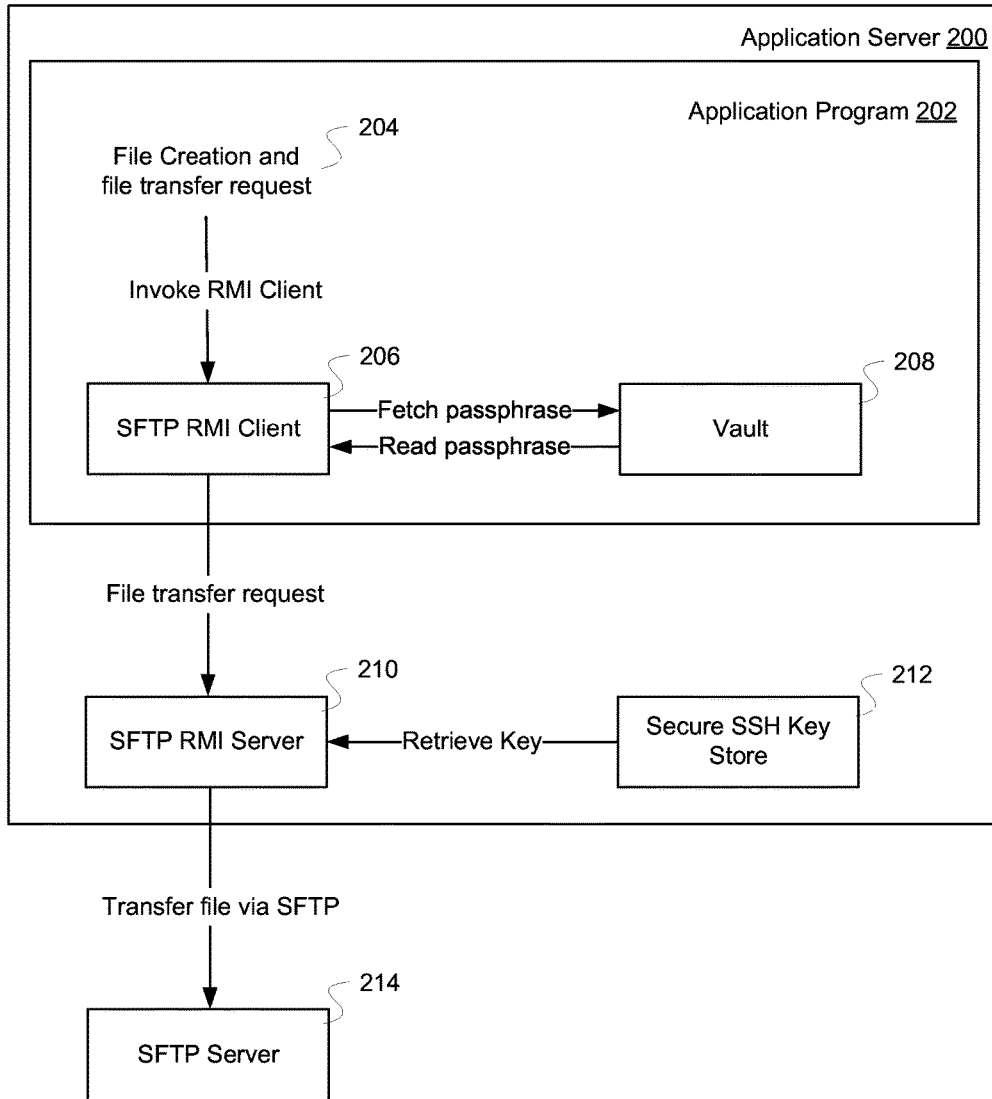 Application Server 200
Application Program 202
204
File Creation and
file transfer request
Invoke RMI Client
206
208
SFTP RMI Client
Fetch passphrase
Read passphrase
Vault
File transfer request
210
212
SFTP RMI Server
Retrieve Key
Secure SSH Key
Store
Transfer file via SFTP
214
SFTP Server